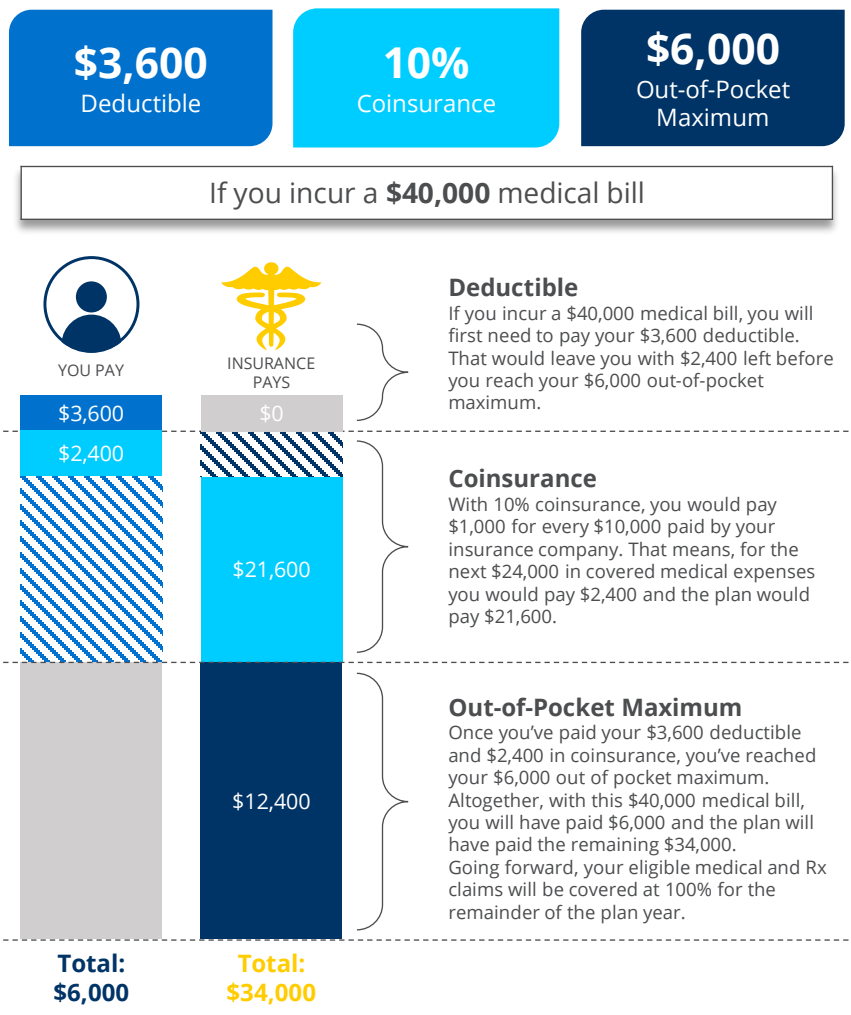 $3,600
Deductible
10%
Coinsurance
$6,000
Out-of-Pocket
Maximum
If you incur a $40,000 medical bill
YOU PAY
INSURANCE
PAYS
$3,600
$0
$2,400
$21,600
$12,400
Total:
$6,000
Total:
$34,000
Deductible
If you incur a $40,000 medical bill, you will
first need to pay your $3,600 deductible.
That would leave you with $2,400 left before
you reach your $6,000 out-of-pocket
maximum.
Coinsurance
With 10% coinsurance, you would pay
$1,000 for every $10,000 paid by your
insurance company. That means, for the
next $24,000 in covered medical expenses
you would pay $2,400 and the plan would
pay $21,600.
Out-of-Pocket Maximum
Once you’ve paid your $3,600 deductible
and $2,400 in coinsurance, you’ve reached
your $6,000 out of pocket maximum.
Altogether, with this $40,000 medical bill,
you will have paid $6,000 and the plan will
have paid the remaining $34,000.
Going forward, your eligible medical and Rx
claims will be covered at 100% for the
remainder of the plan year.